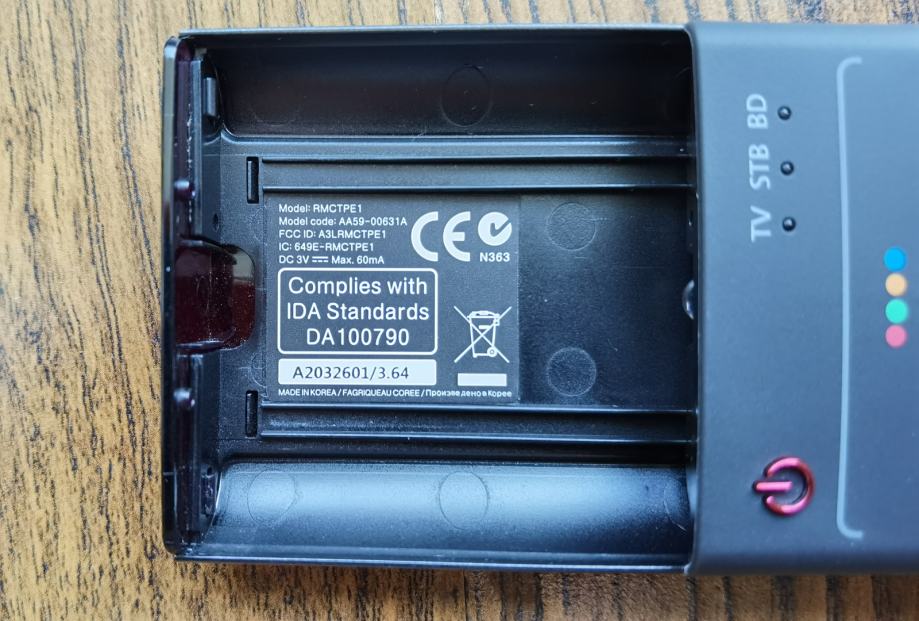 Model: RMCTPE1
Model code: AA59-00631A
FCC ID: A3LRMCTPE1
IC: 649E-RMCTPE1
DC 3V Max. 60mA
CE
N363
Complies with
IDA Standards
DA100790
A2032601/3.64
MADE IN KOREA / FAGRIQUEAU COREE / Произведено в Корее
TV STB BD